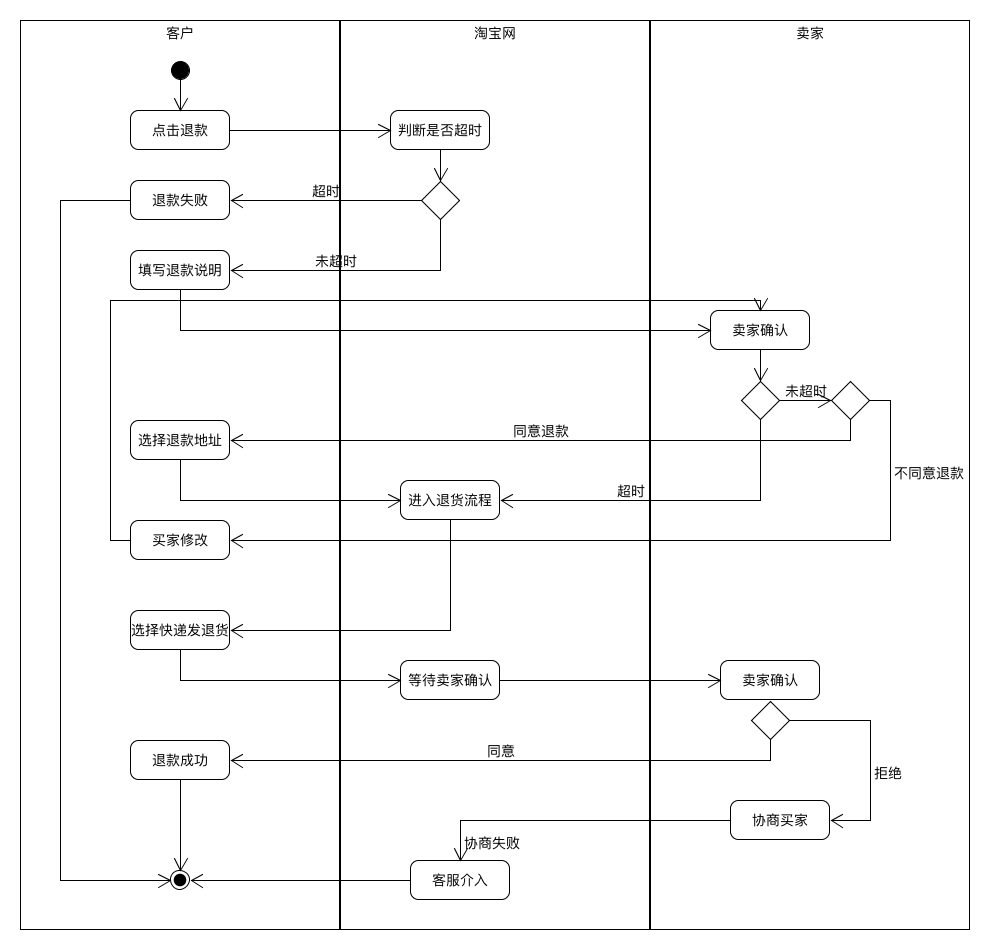 客户
淘宝网
卖家
点击退款
判断是否超时
退款失败
超时
填写退款说明
未超时
卖家确认
未超时
选择退款地址
同意退款
不同意退款
进入退货流程
超时
买家修改
选择快递发退货
等待卖家确认
卖家确认
退款成功
同意
拒绝
协商买家
协商失败
客服介入